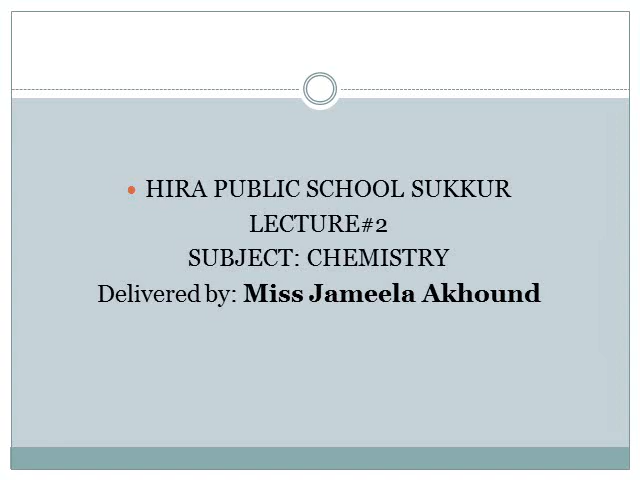 • HIRA PUBLIC SCHOOL SUKKUR
LECTURE#2
SUBJECT: CHEMISTRY
Delivered by: Miss Jameela Akhound